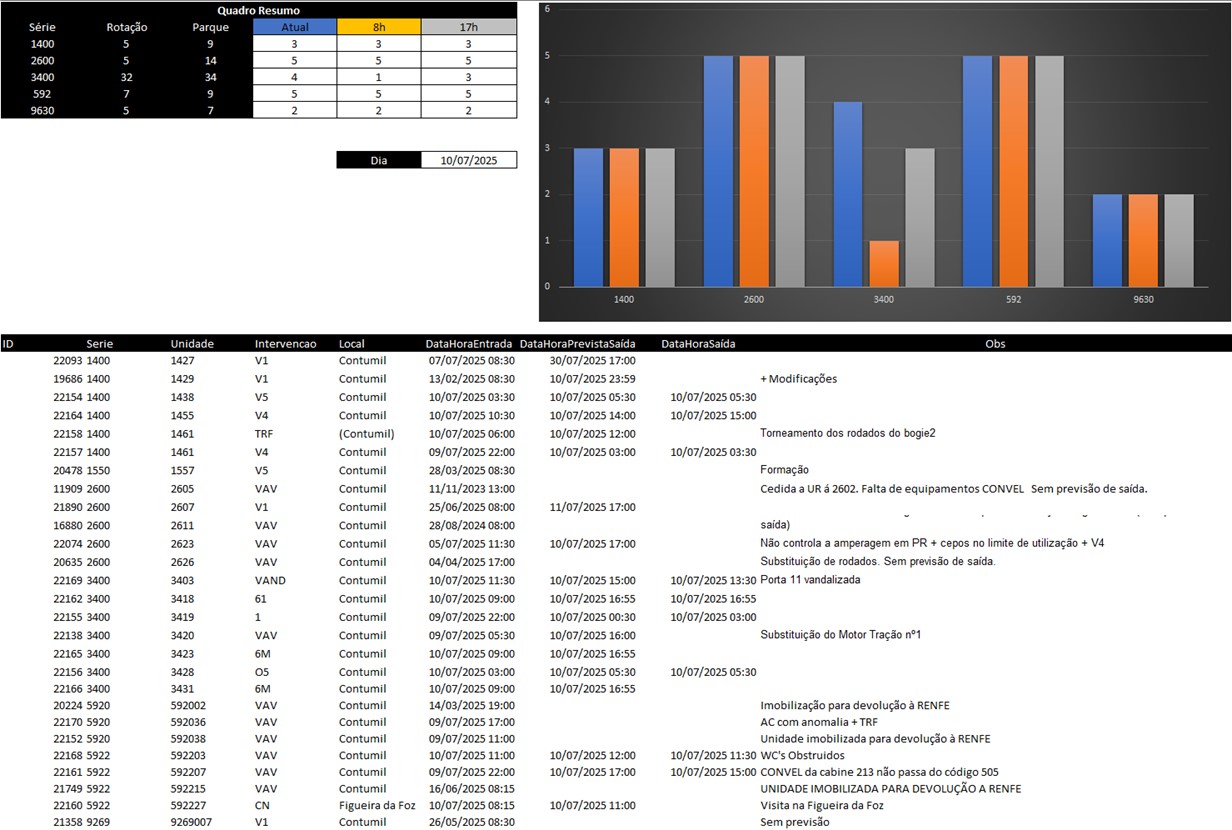 Quadro Resumo
Série Rotação Parque Atual 8h 17h
1400 5 9 3 3 3
2600 5 14 5 5 5
3400 32 34 4 1 3
592 7 9 5 5 5
9630 5 7 2 2 2
Dia 10/07/2025
6
5
4
3
2
1
0
1400 2600 3400 592 9630
ID Serie Unidade Intervencao Local DataHoraEntrada DataHoraPrevistaSaída DataHoraSaída Obs
22093 1400 1427 V1 Contumil 07/07/2025 08:30 30/07/2025 17:00
19686 1400 1429 V1 Contumil 13/02/2025 08:30 10/07/2025 23:59 + Modificações
22154 1400 1438 V5 Contumil 10/07/2025 03:30 10/07/2025 05:30 10/07/2025 05:30
22164 1400 1455 V4 Contumil 10/07/2025 10:30 10/07/2025 14:00 10/07/2025 15:00
22158 1400 1461 TRF (Contumil) 10/07/2025 06:00 10/07/2025 12:00 Torneamento dos rodados do bogie2
22157 1400 1461 V4 Contumil 09/07/2025 22:00 10/07/2025 03:00 10/07/2025 03:30
20478 1550 1557 V5 Contumil 28/03/2025 08:30 Formação
11909 2600 2605 VAV Contumil 11/11/2023 13:00 Cedida a UR á 2602. Falta de equipamentos CONVEL Sem previsão de saída.
21890 2600 2607 V1 Contumil 25/06/2025 08:00 11/07/2025 17:00
16880 2600 2611 VAV Contumil 28/08/2024 08:00 saída)
22074 2600 2623 VAV Contumil 05/07/2025 11:30 10/07/2025 17:00 Não controla a amperagem em PR + cepos no limite de utilização + V4
20635 2600 2626 VAV Contumil 04/04/2025 17:00 Substituição de rodados. Sem previsão de saída.
22169 3400 3403 VAND Contumil 10/07/2025 11:30 10/07/2025 15:00 10/07/2025 13:30 Porta 11 vandalizada
22162 3400 3418 61 Contumil 10/07/2025 09:00 10/07/2025 16:55 10/07/2025 16:55
22155 3400 3419 1 Contumil 09/07/2025 22:00 10/07/2025 00:30 10/07/2025 03:00
22138 3400 3420 VAV Contumil 09/07/2025 05:30 10/07/2025 16:00 Substituição do Motor Tração nº1
22165 3400 3423 6M Contumil 10/07/2025 09:00 10/07/2025 16:55
22156 3400 3428 O5 Contumil 10/07/2025 03:00 10/07/2025 05:30 10/07/2025 05:30
22166 3400 3431 6M Contumil 10/07/2025 09:00 10/07/2025 16:55
20224 5920 592002 VAV Contumil 14/03/2025 19:00 Imobilização para devolução à RENFE
22170 5920 592036 VAV Contumil 09/07/2025 17:00 AC com anomalia + TRF
22152 5920 592038 VAV Contumil 09/07/2025 11:00 Unidade imobilizada para devolução à RENFE
22168 5922 592203 VAV Contumil 10/07/2025 11:00 10/07/2025 12:00 10/07/2025 11:30 WC's Obstruidos
22161 5922 592207 VAV Contumil 09/07/2025 22:00 10/07/2025 17:00 10/07/2025 15:00 CONVEL da cabine 213 não passa do código 505
21749 5922 592215 VAV Contumil 16/06/2025 08:15 UNIDADE IMOBILIZADA PARA DEVOLUÇÃO A RENFE
22160 5922 592227 CN Figueira da Foz 10/07/2025 08:15 10/07/2025 11:00 Visita na Figueira da Foz
21358 9269 9269007 V1 Contumil 26/05/2025 08:30 Sem previsão